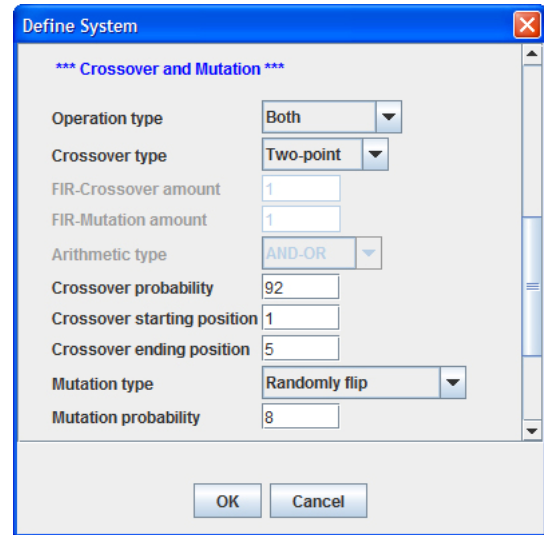 Define System
*** Crossover and Mutation ***
Operation type Both
Crossover type Two-point
FIR-Crossover amount 1
FIR-Mutation amount 1
Arithmetic type AND-OR
Crossover probability 92
Crossover starting position 1
Crossover ending position 5
Mutation type Randomly flip
Mutation probability 8
OK Cancel